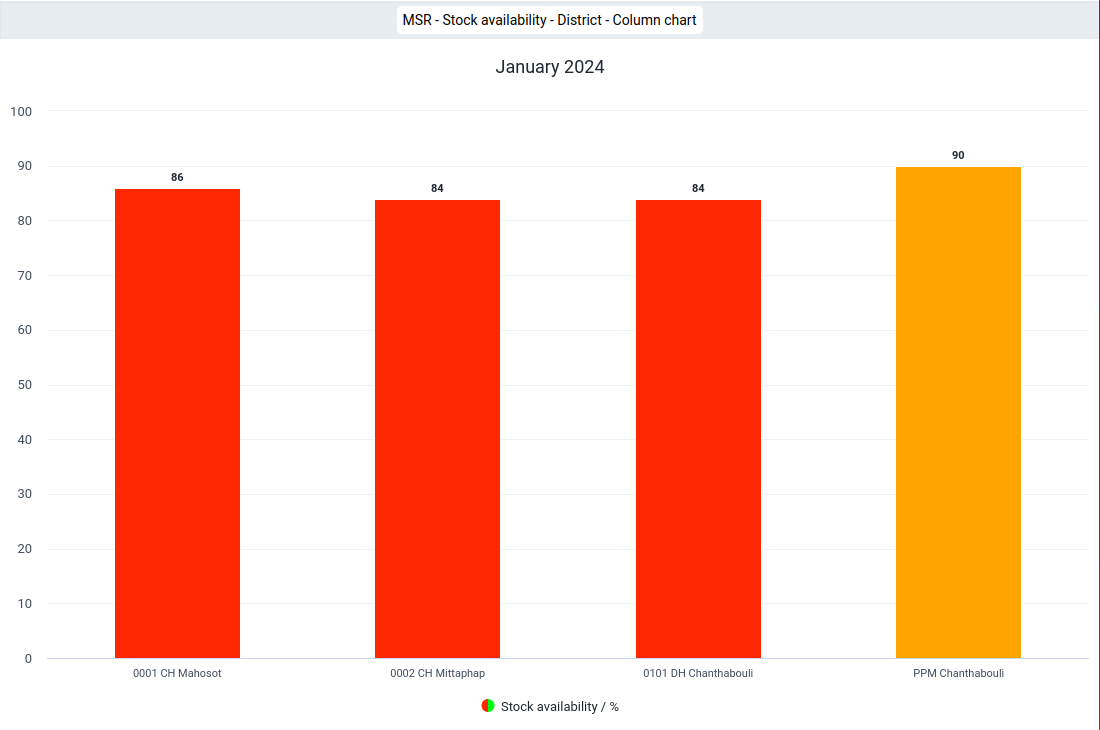 MSR - Stock availability - District - Column chart
January 2024
100
90
80
70
60
50
40
30
20
10
0
86
84
84
90
0001 CH Mahosot
0002 CH Mittaphap
0101 DH Chanthabouli
PPM Chanthabouli
Stock availability / %